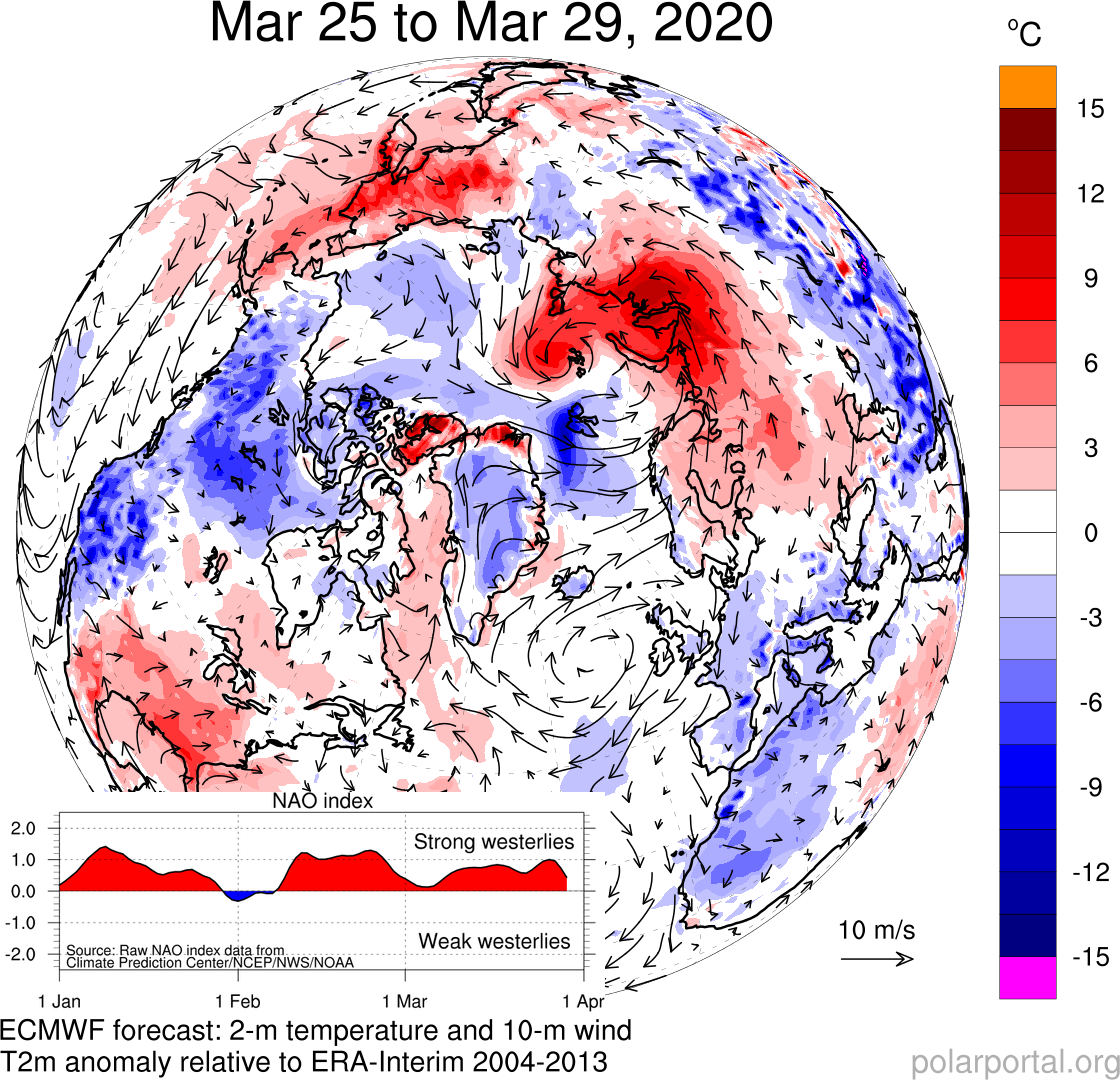 Mar 25 to Mar 29, 2020
oC
15
12
9
6
3
0
-3
-6
-9
-12
-15
NAO index
2.0
1.0
0.0
-1.0
-2.0
Strong westerlies
Weak westerlies
Source: Raw NAO index data from
Climate Prediction Center/NCEP/NWS/NOAA
1 Jan 1 Feb 1 Mar 1 Apr
10 m/s
ECMWF forecast: 2-m temperature and 10-m wind
T2m anomaly relative to ERA-Interim 2004-2013
polarportal.org